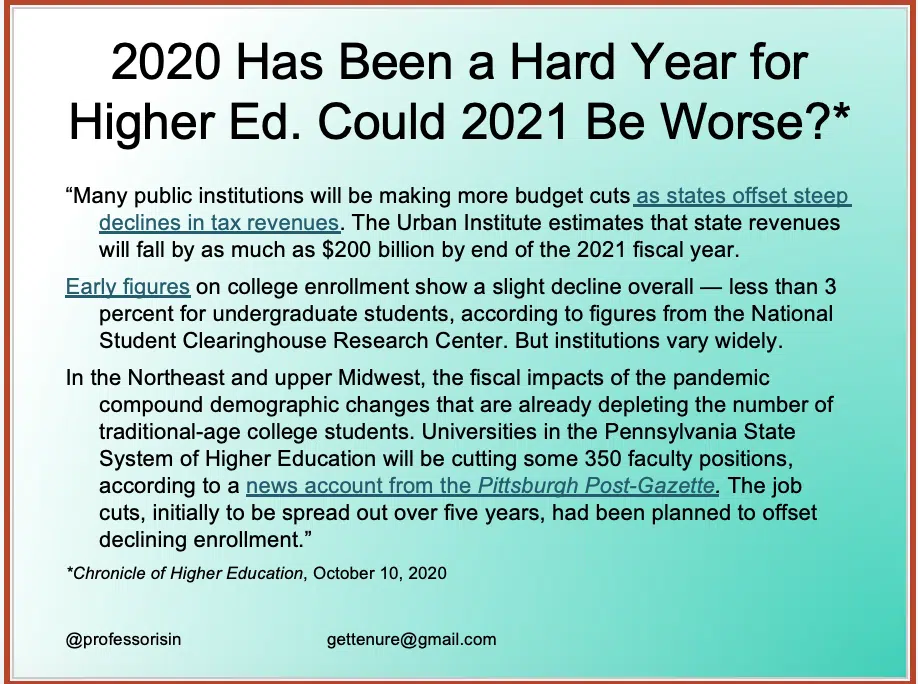 2020 Has Been a Hard Year for
Higher Ed. Could 2021 Be Worse?*
“Many public institutions will be making more budget cuts as states offset steep
declines in tax revenues. The Urban Institute estimates that state revenues
will fall by as much as $200 billion by end of the 2021 fiscal year.
Early figures on college enrollment show a slight decline overall — less than 3
percent for undergraduate students, according to figures from the National
Student Clearinghouse Research Center. But institutions vary widely.
In the Northeast and upper Midwest, the fiscal impacts of the pandemic
compound demographic changes that are already depleting the number of
traditional-age college students. Universities in the Pennsylvania State
System of Higher Education will be cutting some 350 faculty positions,
according to a news account from the Pittsburgh Post-Gazette. The job
cuts, initially to be spread out over five years, had been planned to offset
declining enrollment.”
*Chronicle of Higher Education, October 10, 2020
@professorisin gettenure@gmail.com